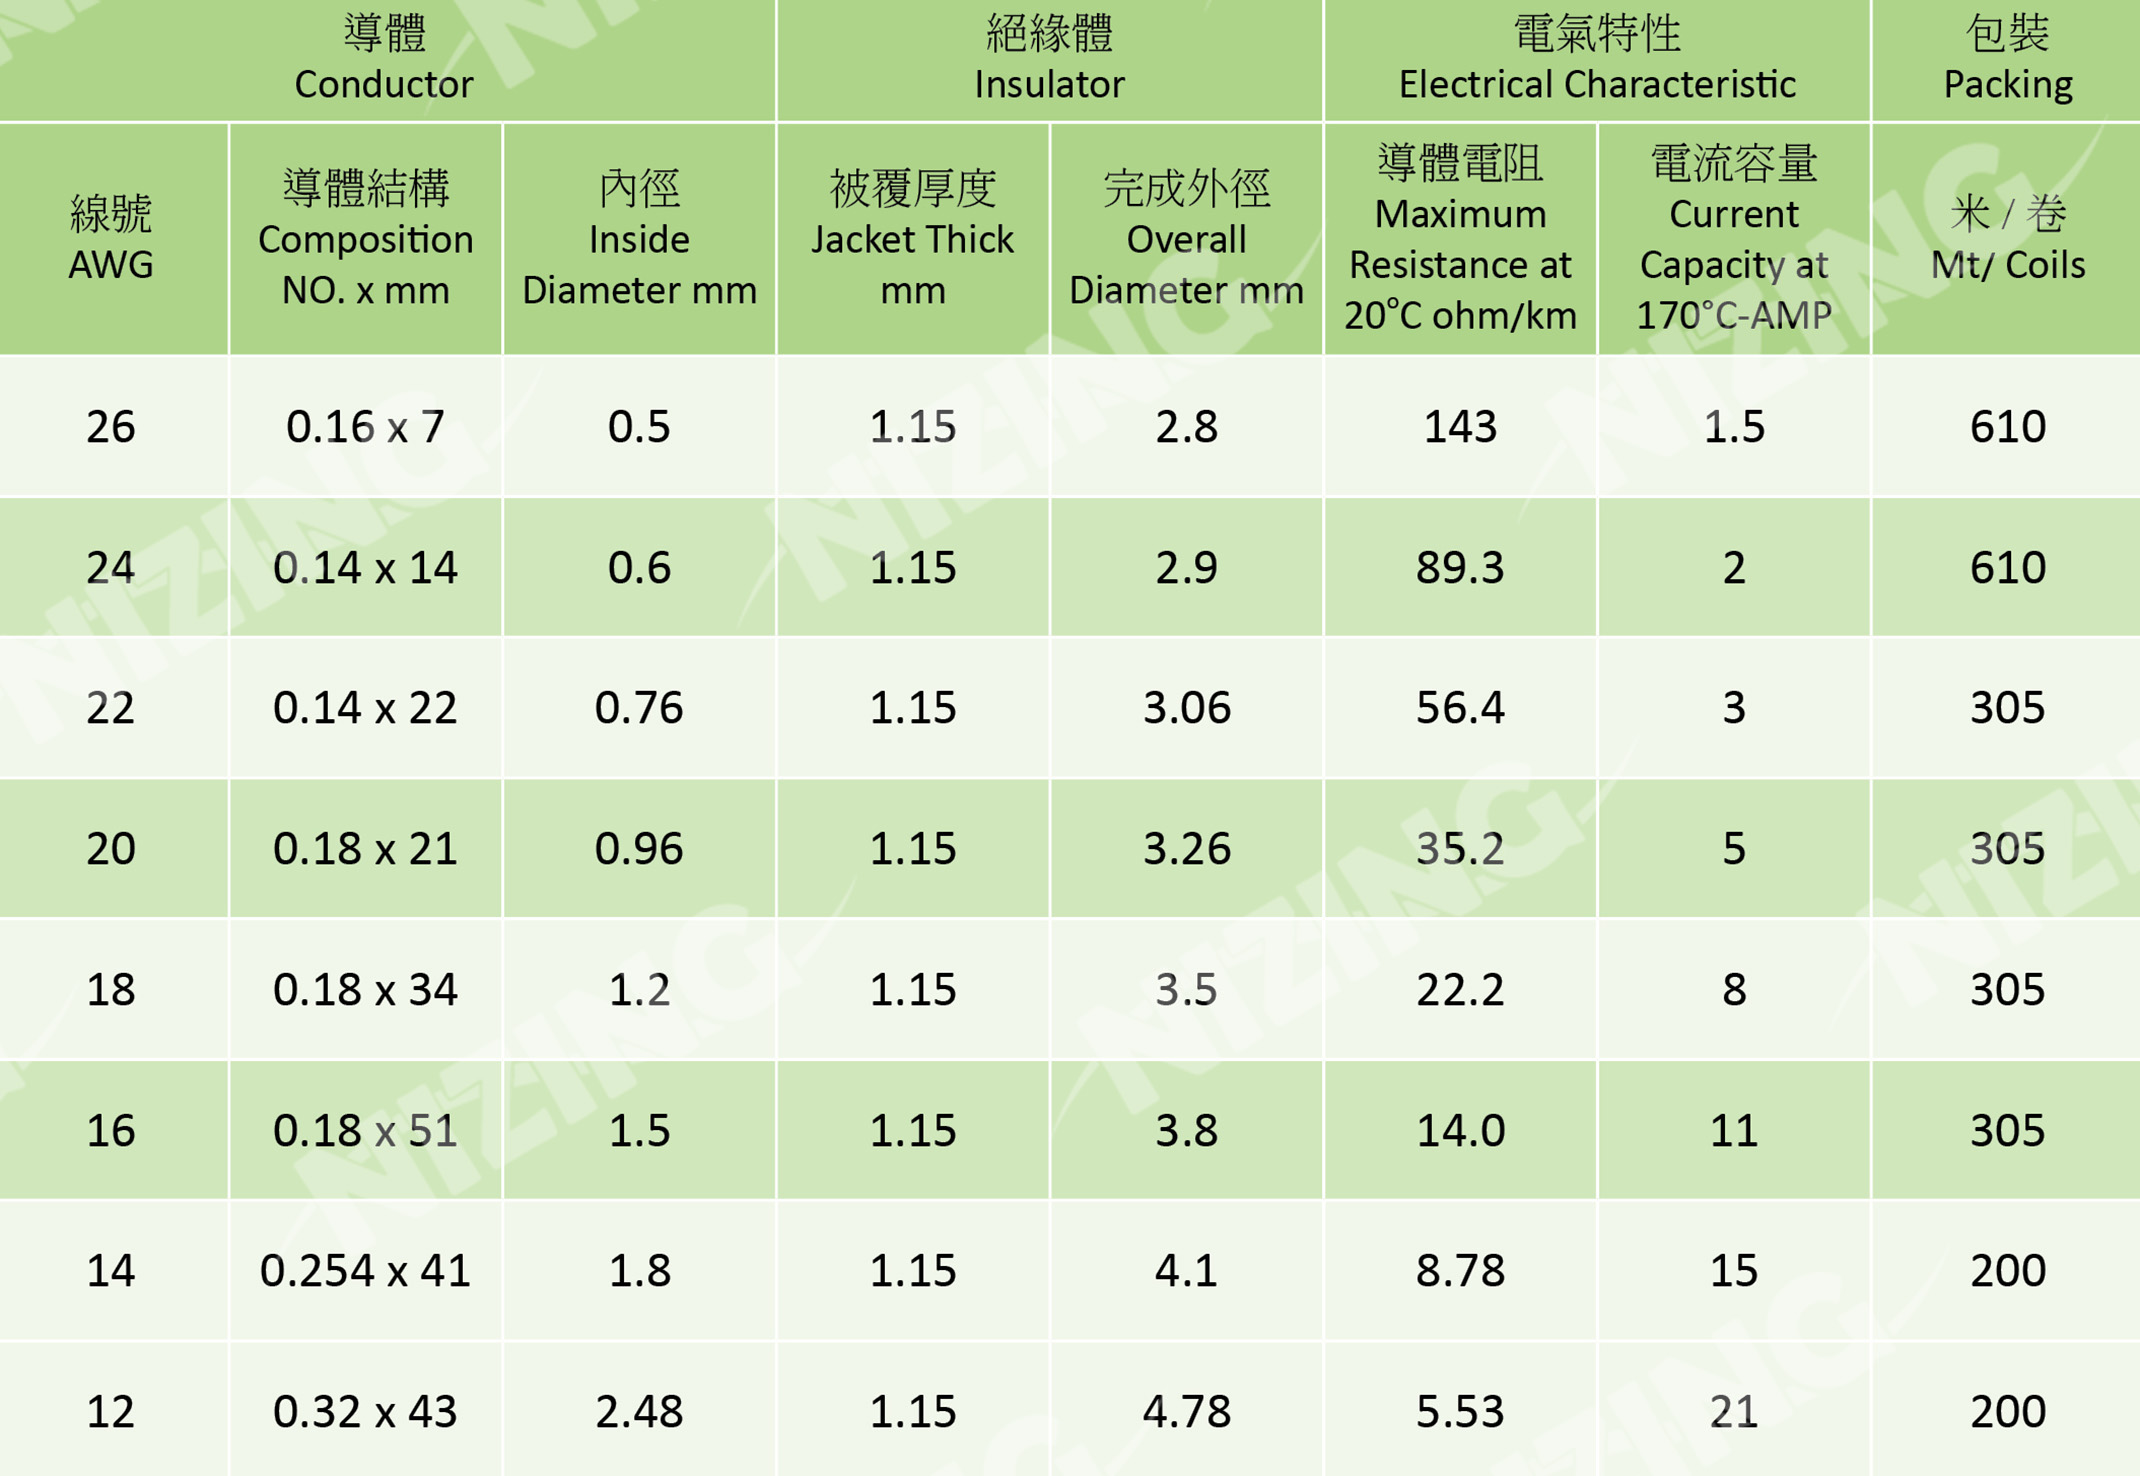 導體
Conductor
絕緣體
Insulator
電氣特性
Electrical Characteristic
包裝
Packing
線號
AWG
導體結構
Composition
NO. x mm
內徑
Inside
Diameter mm
被覆厚度
Jacket Thick
mm
完成外徑
Overall
Diameter mm
導體電阻
Maximum
Resistance at
20°C ohm/km
電流容量
Current
Capacity at
170°C-AMP
米 / 卷
Mt/ Coils
26 0.16 x 7 0.5 1.15 2.8 143 1.5 610
24 0.14 x 14 0.6 1.15 2.9 89.3 2 610
22 0.14 x 22 0.76 1.15 3.06 56.4 3 305
20 0.18 x 21 0.96 1.15 3.26 35.2 5 305
18 0.18 x 34 1.2 1.15 3.5 22.2 8 305
16 0.18 x 51 1.5 1.15 3.8 14.0 11 305
14 0.254 x 41 1.8 1.15 4.1 8.78 15 200
12 0.32 x 43 2.48 1.15 4.78 5.53 21 200
NIZING
NIZING
NIZING
NIZING
NIZING
NIZING
NIZING
NIZING